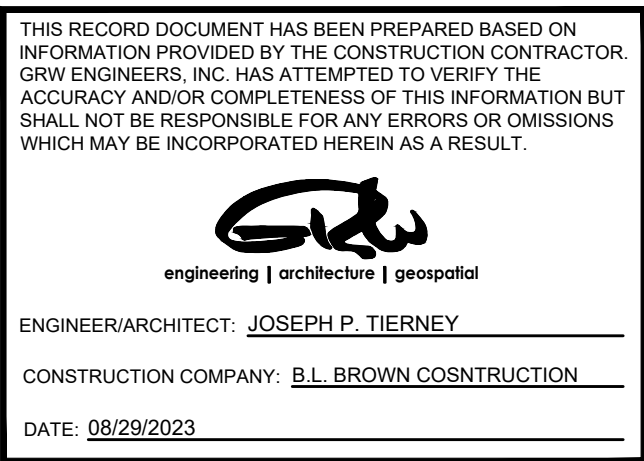 THIS RECORD DOCUMENT HAS BEEN PREPARED BASED ON
INFORMATION PROVIDED BY THE CONSTRUCTION CONTRACTOR.
GRW ENGINEERS, INC. HAS ATTEMPTED TO VERIFY THE
ACCURACY AND/OR COMPLETENESS OF THIS INFORMATION BUT
SHALL NOT BE RESPONSIBLE FOR ANY ERRORS OR OMISSIONS
WHICH MAY BE INCORPORATED HEREIN AS A RESULT.
GRW
engineering | architecture | geospatial
ENGINEER/ARCHITECT: JOSEPH P. TIERNEY
CONSTRUCTION COMPANY: B.L. BROWN COSNTRUCTION
DATE: 08/29/2023